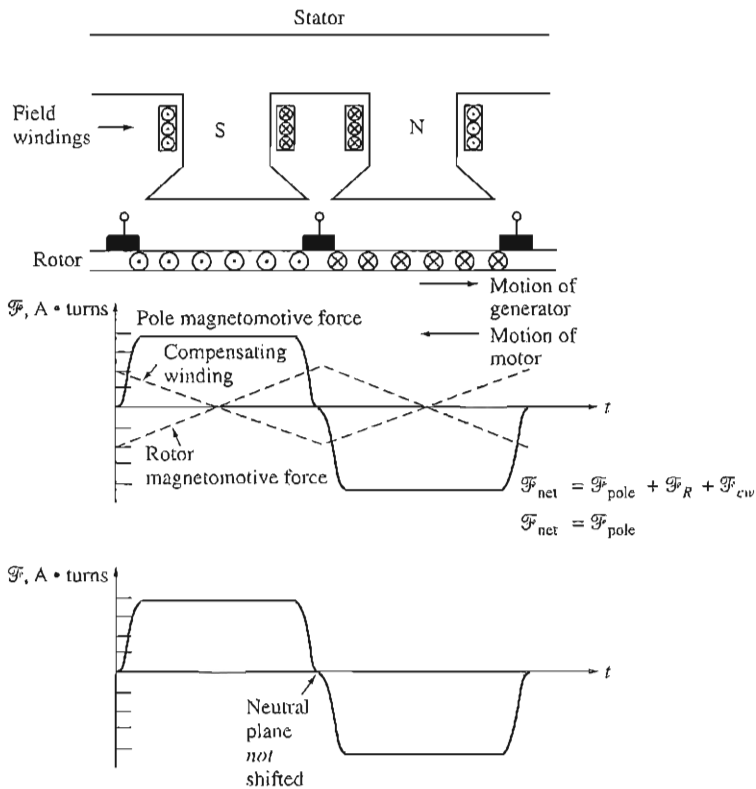 Stator
Field
windings
S
N
Rotor
Motion of
generator
Motion of
motor
ℱ, A • turns
Pole magnetomotive force
Compensating
winding
t
Rotor
magnetomotive force
ℱnet = ℱpole + ℱR + ℱcw
ℱnet = ℱpole
ℱ, A • turns
t
Neutral
plane
not
shifted